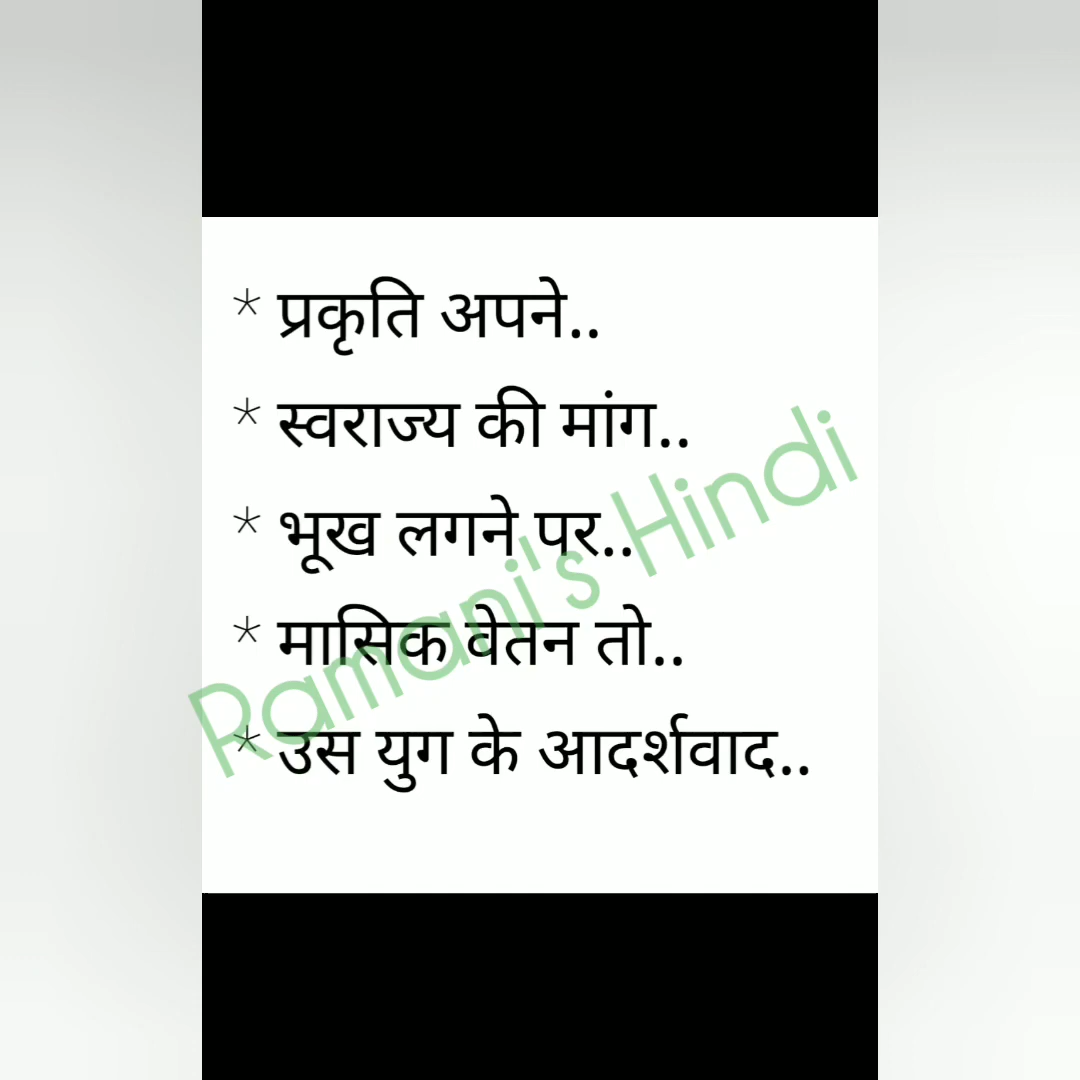 * प्रकृति अपने..
* स्वराज्य की मांग..
* भूख लगने पर..
* मासिक वेतन तो..
* उस युग के आदर्शवाद..
Ramani's Hindi